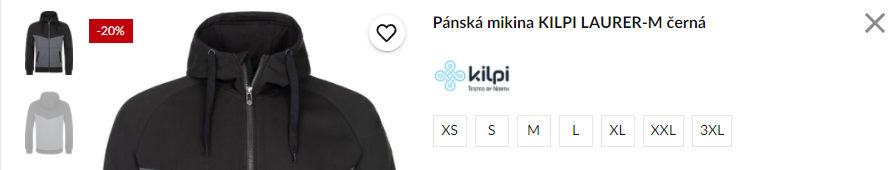 -20%
Pánská mikina KILPI LAURER-M černá
kilpi
TESTED BY NORTH
XS S M L XL XXL 3XL